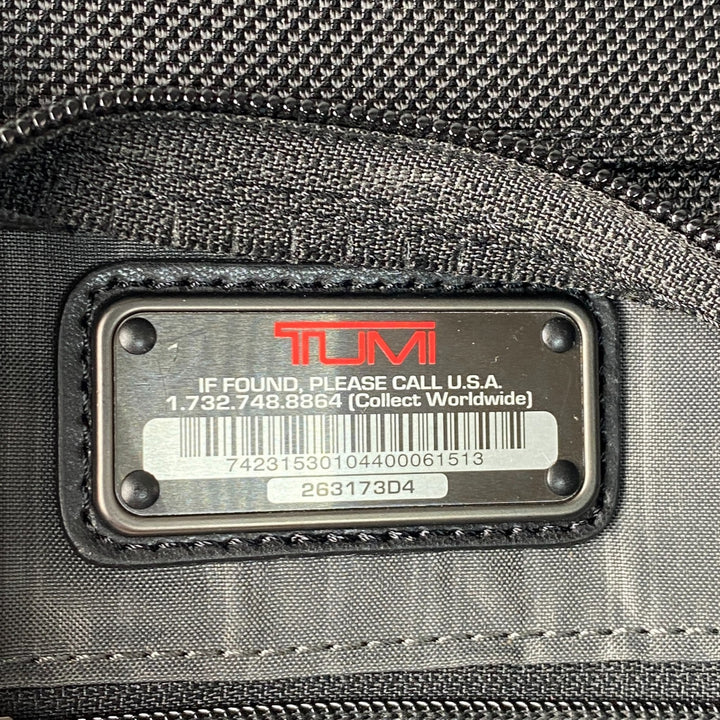 TUMI
IF FOUND, PLEASE CALL U.S.A.
1.732.748.8864 (Collect Worldwide)
74231530104400061513
263173D4